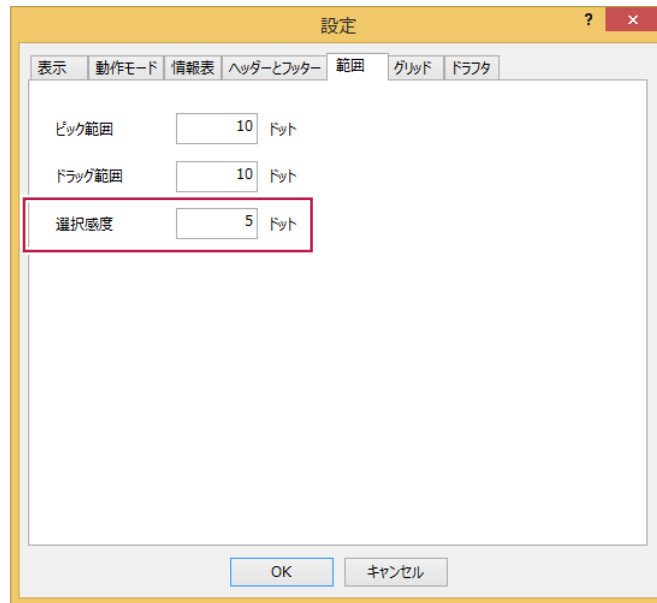 設定
?
×
表示 動作モード 情報表 ヘッダーとフッター 範囲 グリッド ドラフタ
ピック範囲 10 ドット
ドラッグ範囲 10 ドット
選択感度 5 ドット
OK キャンセル